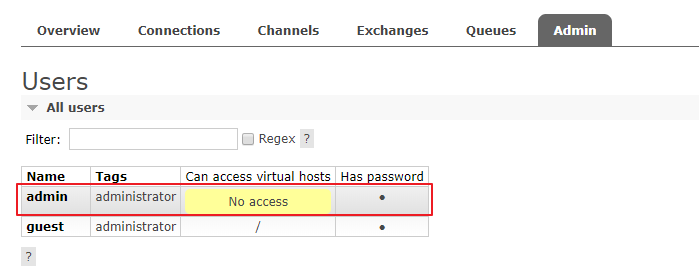 Overview Connections Channels Exchanges Queues Admin
Users
All users
Filter: Regex ?
Name Tags Can access virtual hosts Has password
admin administrator No access ●
guest administrator / ●
?